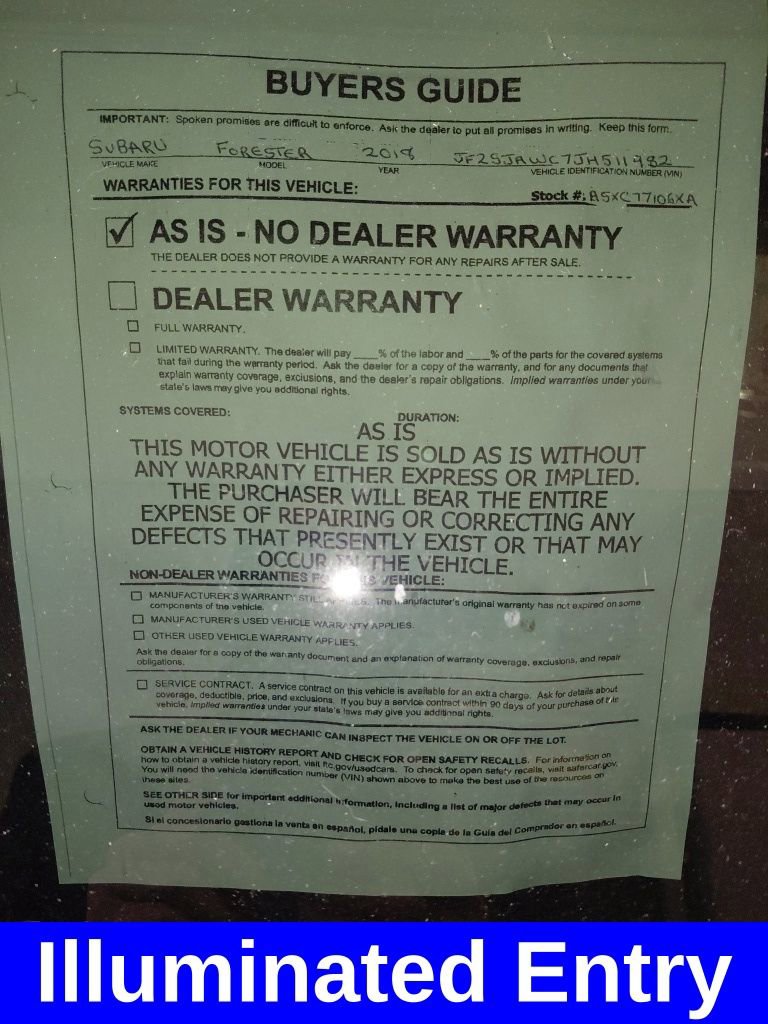 BUYERS GUIDE
IMPORTANT: Spoken promises are difficult to enforce. Ask the dealer to put all promises in writing. Keep this form.
SUBARU FORESTER 2018 JF2SJAWC7JH511982
VEHICLE MAKE MODEL YEAR VEHICLE IDENTIFICATION NUMBER (VIN)
WARRANTIES FOR THIS VEHICLE:
Stock #: A5XC77106XA
✓ AS IS - NO DEALER WARRANTY
THE DEALER DOES NOT PROVIDE A WARRANTY FOR ANY REPAIRS AFTER SALE.
DEALER WARRANTY
FULL WARRANTY.
LIMITED WARRANTY. The dealer will pay ____% of the labor and ____% of the parts for the covered systems
that fail during the warranty period. Ask the dealer for a copy of the warranty, and for any documents that
explain warranty coverage, exclusions, and the dealer's repair obligations. Implied warranties under your
state's laws may give you additional rights.
SYSTEMS COVERED: DURATION:
AS IS
THIS MOTOR VEHICLE IS SOLD AS IS WITHOUT
ANY WARRANTY EITHER EXPRESS OR IMPLIED.
THE PURCHASER WILL BEAR THE ENTIRE
EXPENSE OF REPAIRING OR CORRECTING ANY
DEFECTS THAT PRESENTLY EXIST OR THAT MAY
OCCUR IN THE VEHICLE.
NON-DEALER WARRANTIES FOR THIS VEHICLE:
MANUFACTURER'S WARRANTY STILL APPLIES. The manufacturer's original warranty has not expired on some
components of the vehicle.
MANUFACTURER'S USED VEHICLE WARRANTY APPLIES.
OTHER USED VEHICLE WARRANTY APPLIES.
Ask the dealer for a copy of the warranty document and an explanation of warranty coverage, exclusions, and repair
obligations.
SERVICE CONTRACT. A service contract on this vehicle is available for an extra charge. Ask for details about
coverage, deductible, price, and exclusions. If you buy a service contract within 90 days of your purchase of this
vehicle, implied warranties under your state's laws may give you additional rights.
ASK THE DEALER IF YOUR MECHANIC CAN INSPECT THE VEHICLE ON OR OFF THE LOT.
OBTAIN A VEHICLE HISTORY REPORT AND CHECK FOR OPEN SAFETY RECALLS. For information on
how to obtain a vehicle history report, visit ftc.gov/usedcars. To check for open safety recalls, visit safercar.gov.
You will need the vehicle identification number (VIN) shown above to make the best use of the resources on
these sites.
SEE OTHER SIDE for important additional information, including a list of major defects that may occur in
used motor vehicles.
Si el concesionario gestiona la venta en español, pídale una copia de la Guía del Comprador en español.
Illuminated Entry